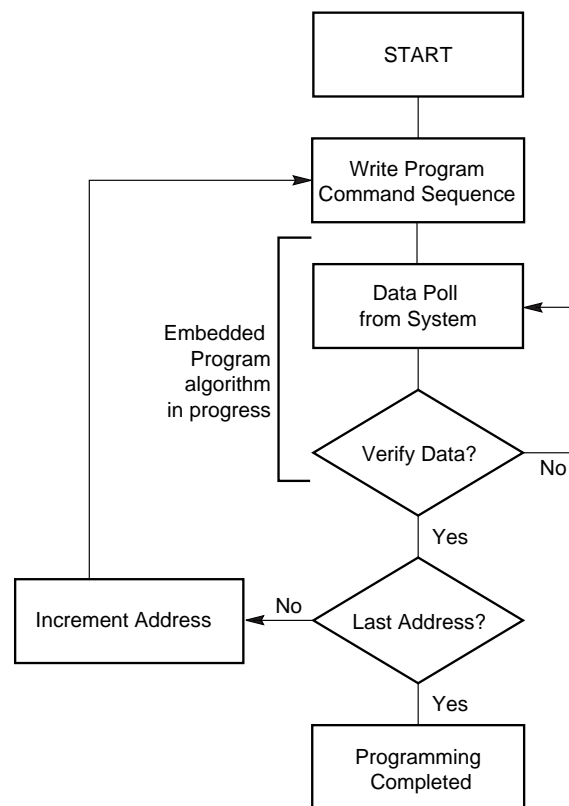 START
Write Program
Command Sequence
Data Poll
from System
Embedded
Program
algorithm
in progress
Verify Data?
No
Yes
Last Address?
No
Increment Address
Yes
Programming
Completed